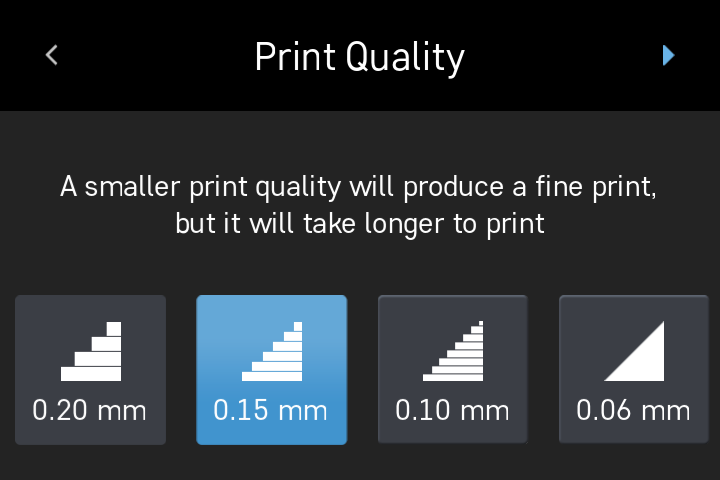 Print Quality
A smaller print quality will produce a fine print,
but it will take longer to print
0.20 mm
0.15 mm
0.10 mm
0.06 mm